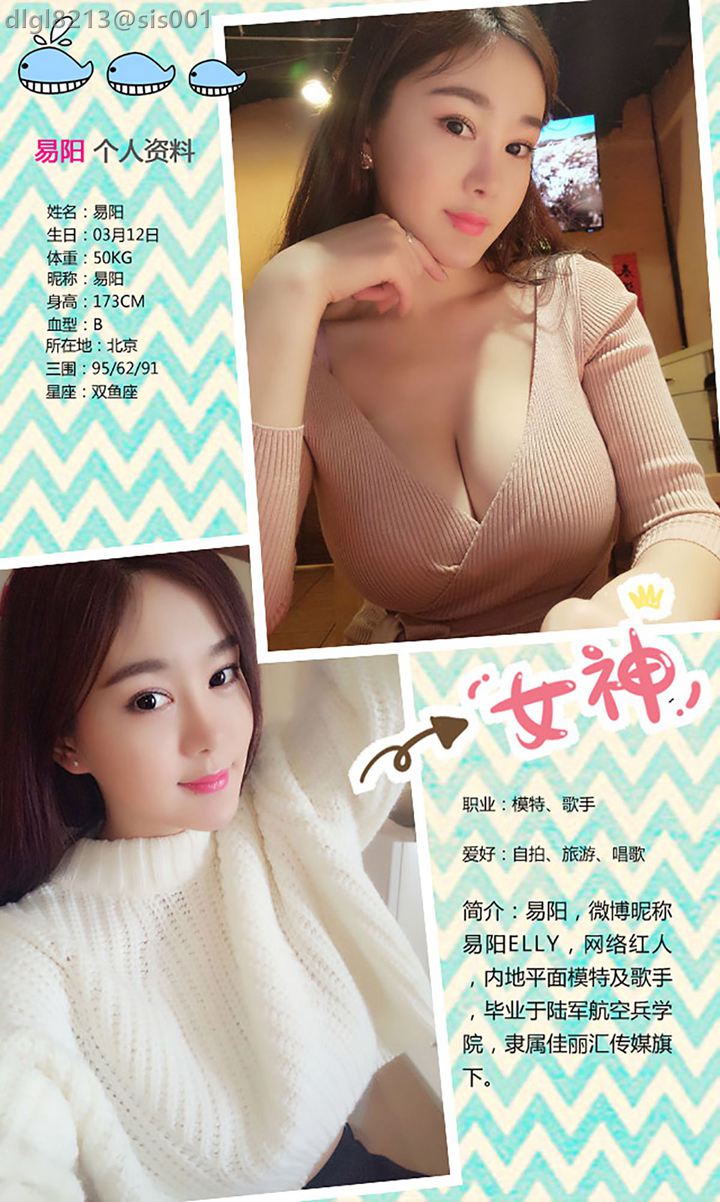 dlgl8213@sis001
易阳 个人资料
姓名：易阳
生日：03月12日
体重：50KG
昵称：易阳
身高：173CM
血型：B
所在地：北京
三围：95/62/91
星座：双鱼座
女神
职业：模特、歌手
爱好：自拍、旅游、唱歌
简介：易阳，微博昵称
易阳ELLY，网络红人
，内地平面模特及歌手
，毕业于陆军航空兵学
院，隶属佳丽汇传媒旗
下。